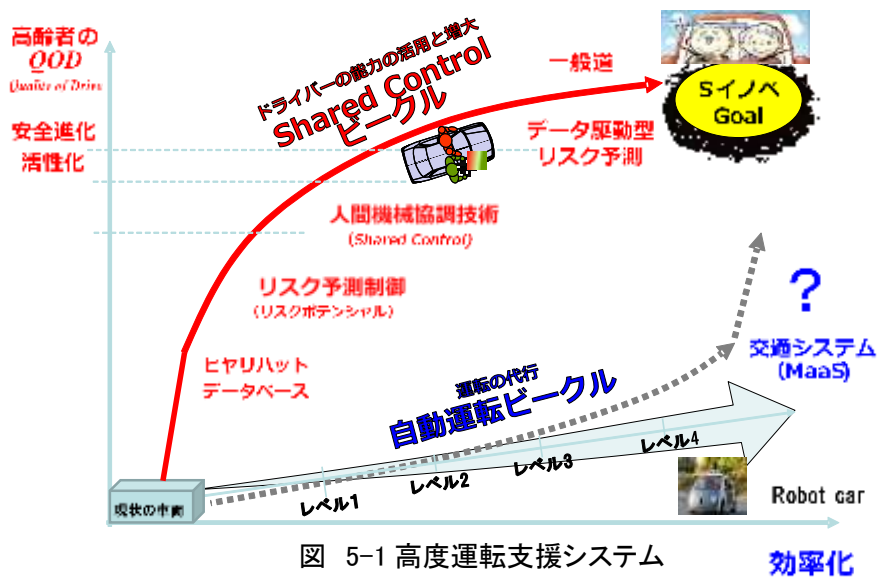 高齢者の
QOD
Quality of Drive
安全進化
活性化
ドライバーの能力の活用と増大
Shared Control
ビークル
一般道
Sイノベ
Goal
データ駆動型
リスク予測
人間機械協調技術
(Shared Control)
リスク予測制御
(リスクポテンシャル)
ヒヤリハット
データベース
?
交通システム
(MaaS)
運転の代行
自動運転ビークル
レベル1
レベル2
レベル3
レベル4
現状の車両
Robot car
図 5-1 高度運転支援システム
効率化